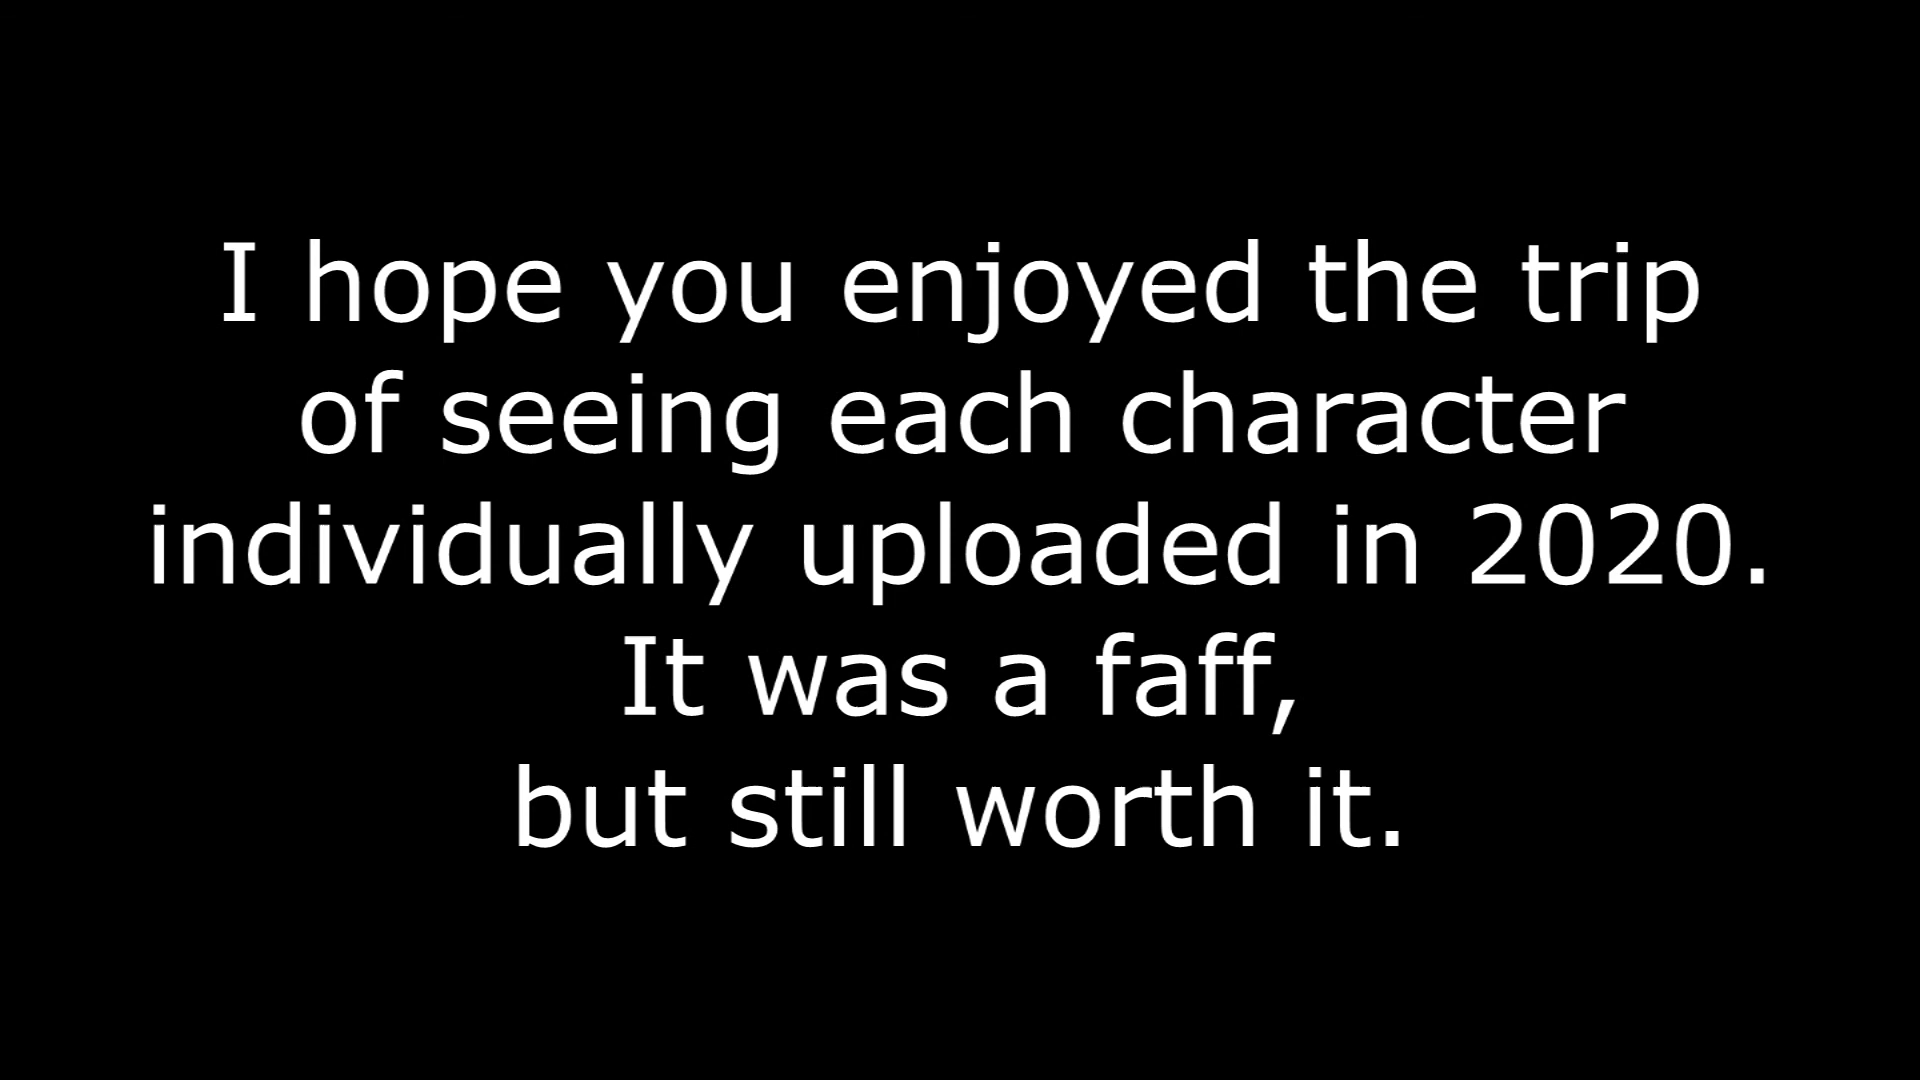 I hope you enjoyed the trip
of seeing each character
individually uploaded in 2020.
It was a faff,
but still worth it.